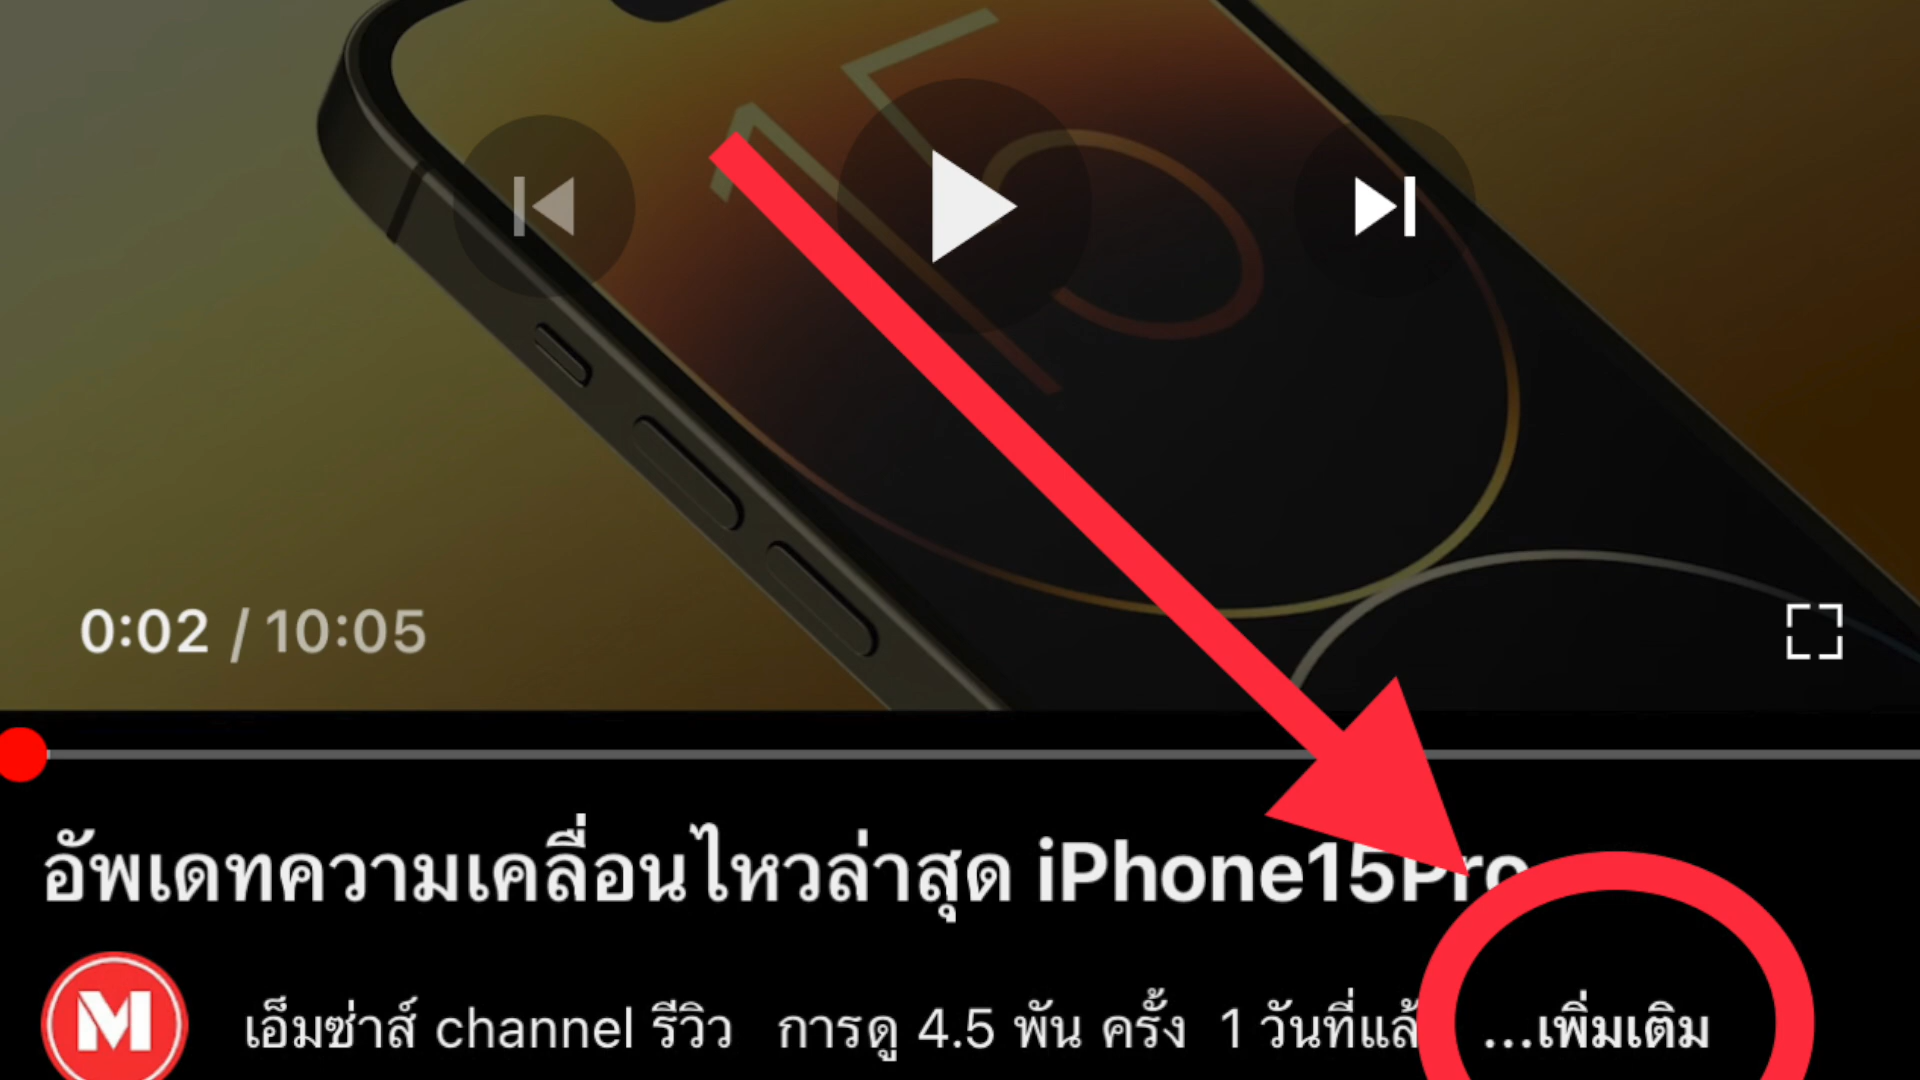 15
0:02 / 10:05
อัพเดทความเคลื่อนไหวล่าสุด iPhone15Pro
M
เอ็มซ่าส์ channel รีวิว การดู 4.5 พัน ครั้ง 1 วันที่แล้ ...เพิ่มเติม